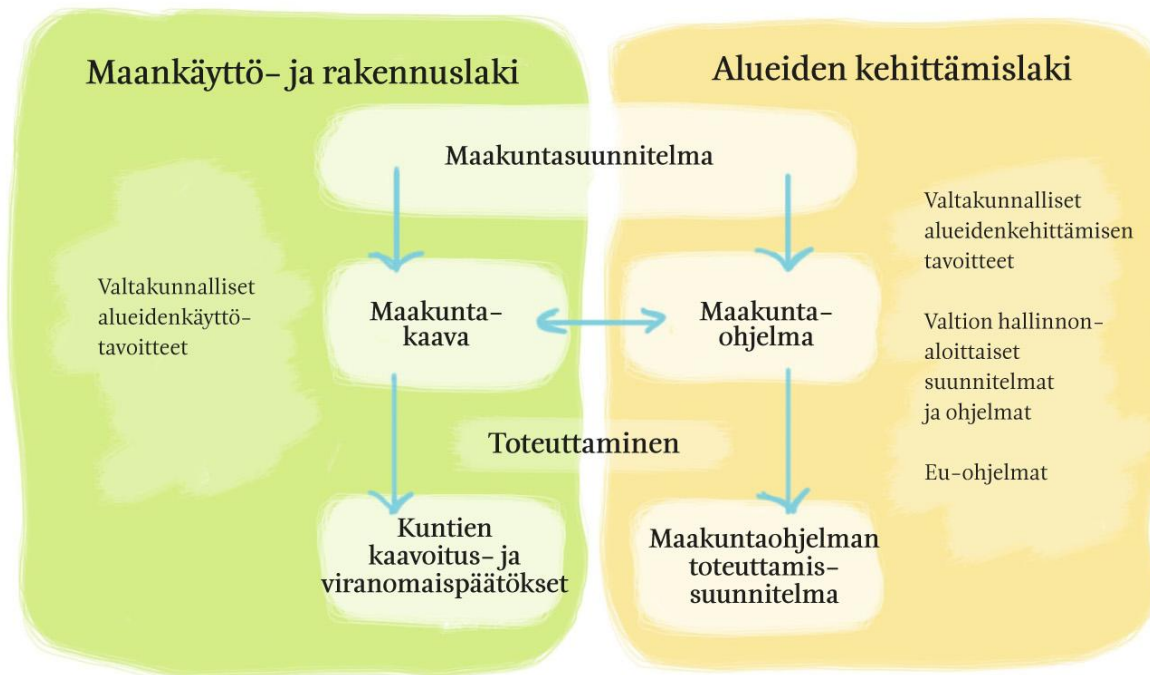 Maankäyttö- ja rakennuslaki
Alueiden kehittämislaki
Maakuntasuunnitelma
Valtakunnalliset
alueidenkäyttö-
tavoitteet
Maakunta-
kaava
Maakunta-
ohjelma
Valtakunnalliset
alueidenkehittämisen
tavoitteet
Valtion hallinnon-
aloittaiset
suunnitelmat
ja ohjelmat
Eu-ohjelmat
Toteuttaminen
Kuntien
kaavoitus- ja
viranomaispäätökset
Maakuntaohjelman
toteuttamis-
suunnitelma